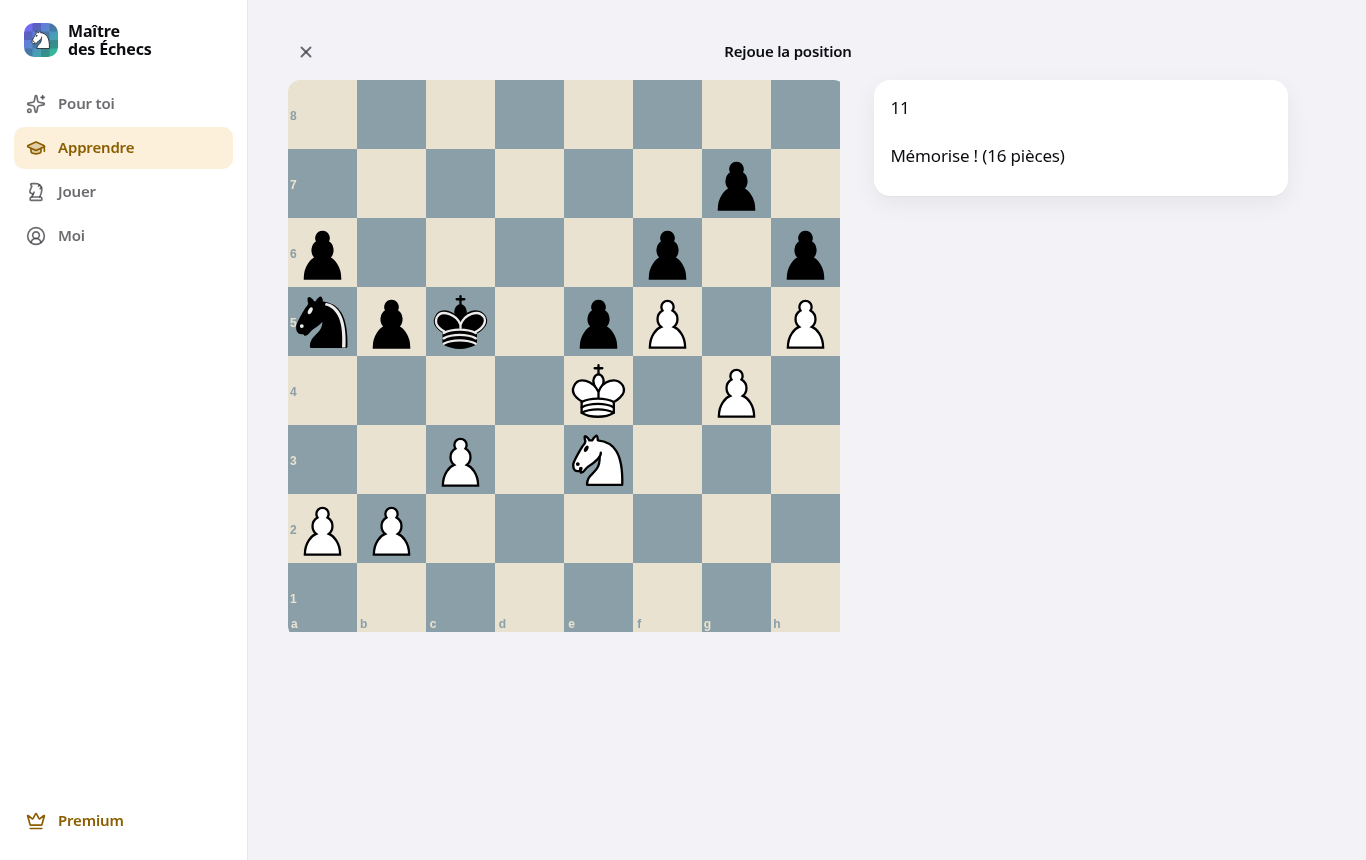 Maître
des Échecs
Pour toi
Apprendre
Jouer
Moi
Premium
Rejoue la position
8
7
6
5
4
3
2
1
a b c d e f g h
11
Mémorise ! (16 pièces)